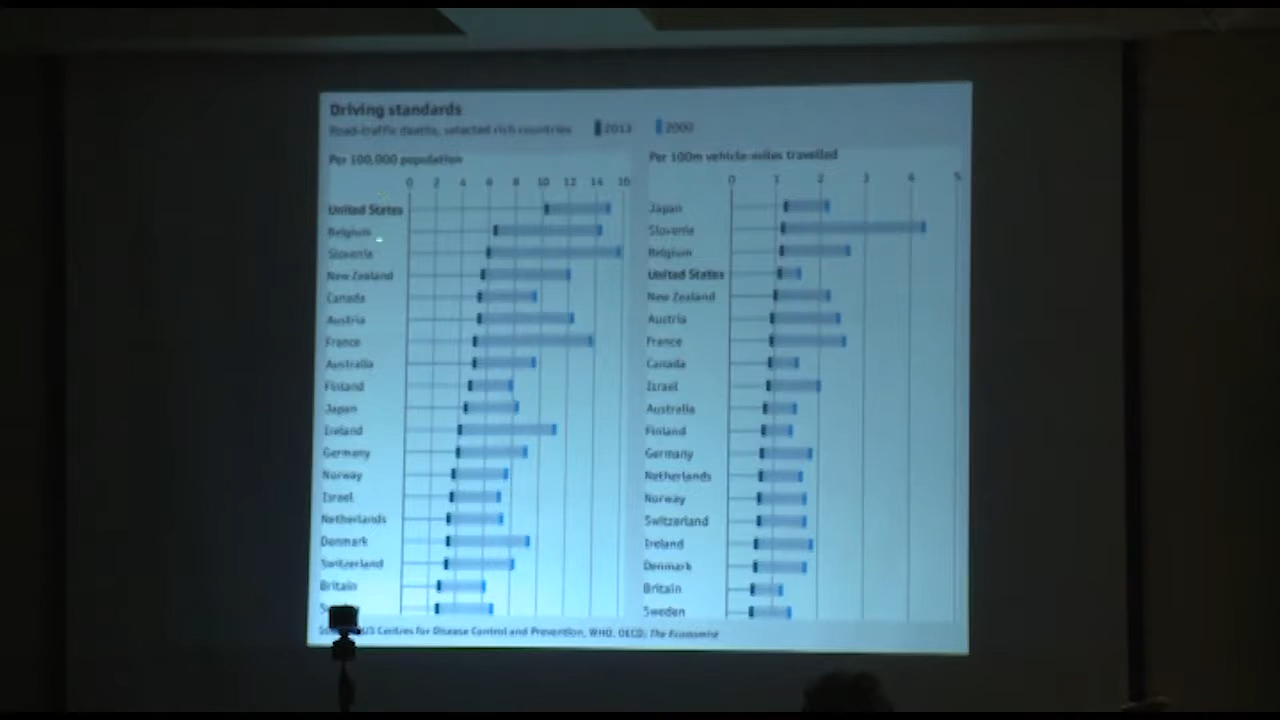 Driving standards
Road-traffic deaths, selected rich countries 2013 2000
Per 100,000 population
0 2 4 6 8 10 12 14 16
United States
Belgium
Slovenia
New Zealand
Canada
Austria
France
Australia
Finland
Japan
Ireland
Germany
Norway
Israel
Netherlands
Denmark
Switzerland
Britain
Per 100m vehicle-miles travelled
0 1 2 3 4 5
Japan
Slovenia
Belgium
United States
New Zealand
Austria
France
Canada
Israel
Australia
Finland
Germany
Netherlands
Norway
Switzerland
Ireland
Denmark
Britain
Sweden
US Centres for Disease Control and Prevention, WHO, OECD; The Economist